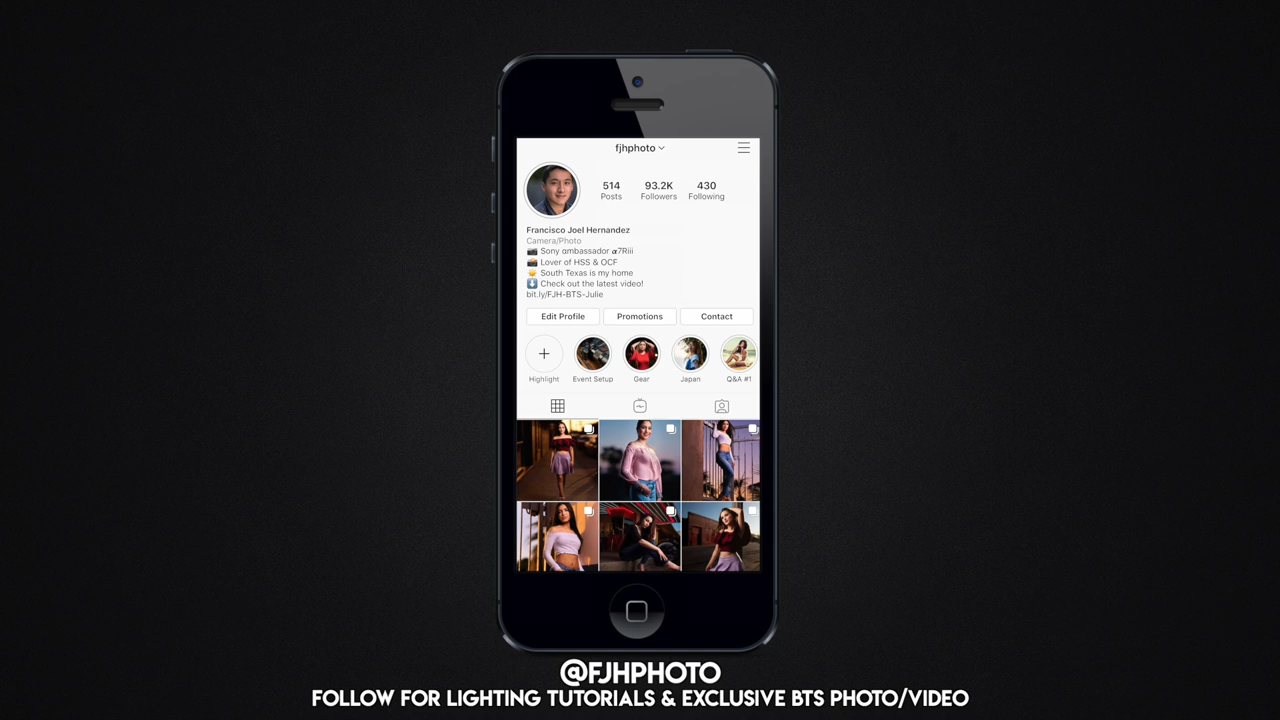 fjhphoto
514 93.2K 430
Posts Followers Following
Francisco Joel Hernandez
Camera/Photo
📷 Sony ambassador α7Riii
📸 Lover of HSS & OCF
☀️ South Texas is my home
⬇️ Check out the latest video!
bit.ly/FJH-BTS-Julie
Edit Profile Promotions Contact
Highlight Event Setup Gear Japan Q&A #1
@FJHPHOTO
FOLLOW FOR LIGHTING TUTORIALS & EXCLUSIVE BTS PHOTO/VIDEO